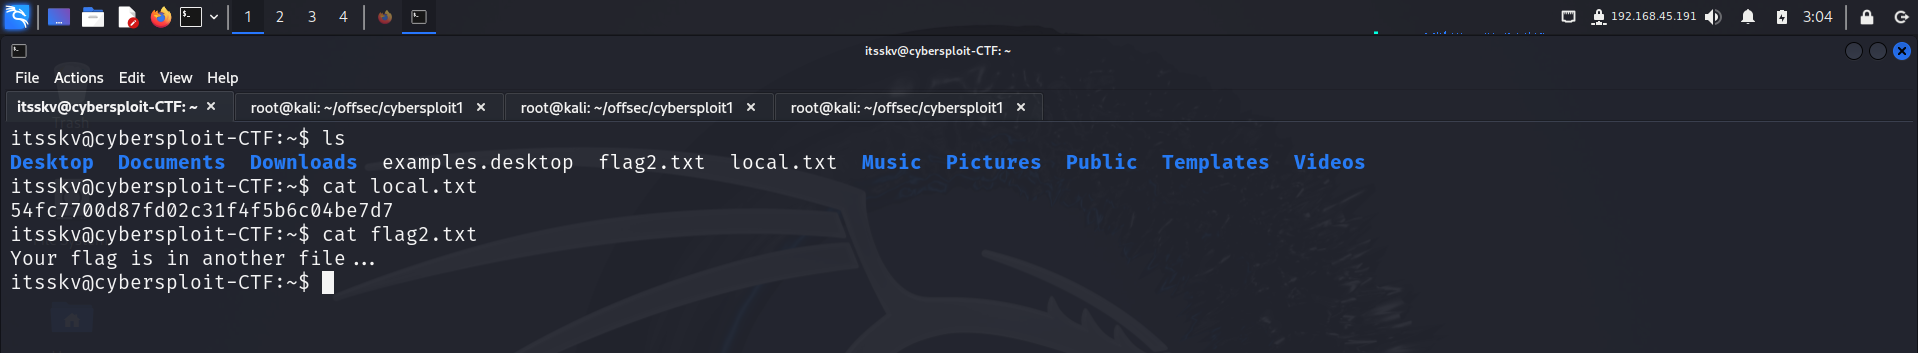 1 2 3 4 192.168.45.191 3:04
itsskv@cybersploit-CTF: ~
File Actions Edit View Help
itsskv@cybersploit-CTF: ~ × root@kali: ~/offsec/cybersploit1 × root@kali: ~/offsec/cybersploit1 × root@kali: ~/offsec/cybersploit1 ×
itsskv@cybersploit-CTF:~$ ls
Desktop Documents Downloads examples.desktop flag2.txt local.txt Music Pictures Public Templates Videos
itsskv@cybersploit-CTF:~$ cat local.txt
54fc7700d87fd02c31f4f5b6c04be7d7
itsskv@cybersploit-CTF:~$ cat flag2.txt
Your flag is in another file...
itsskv@cybersploit-CTF:~$